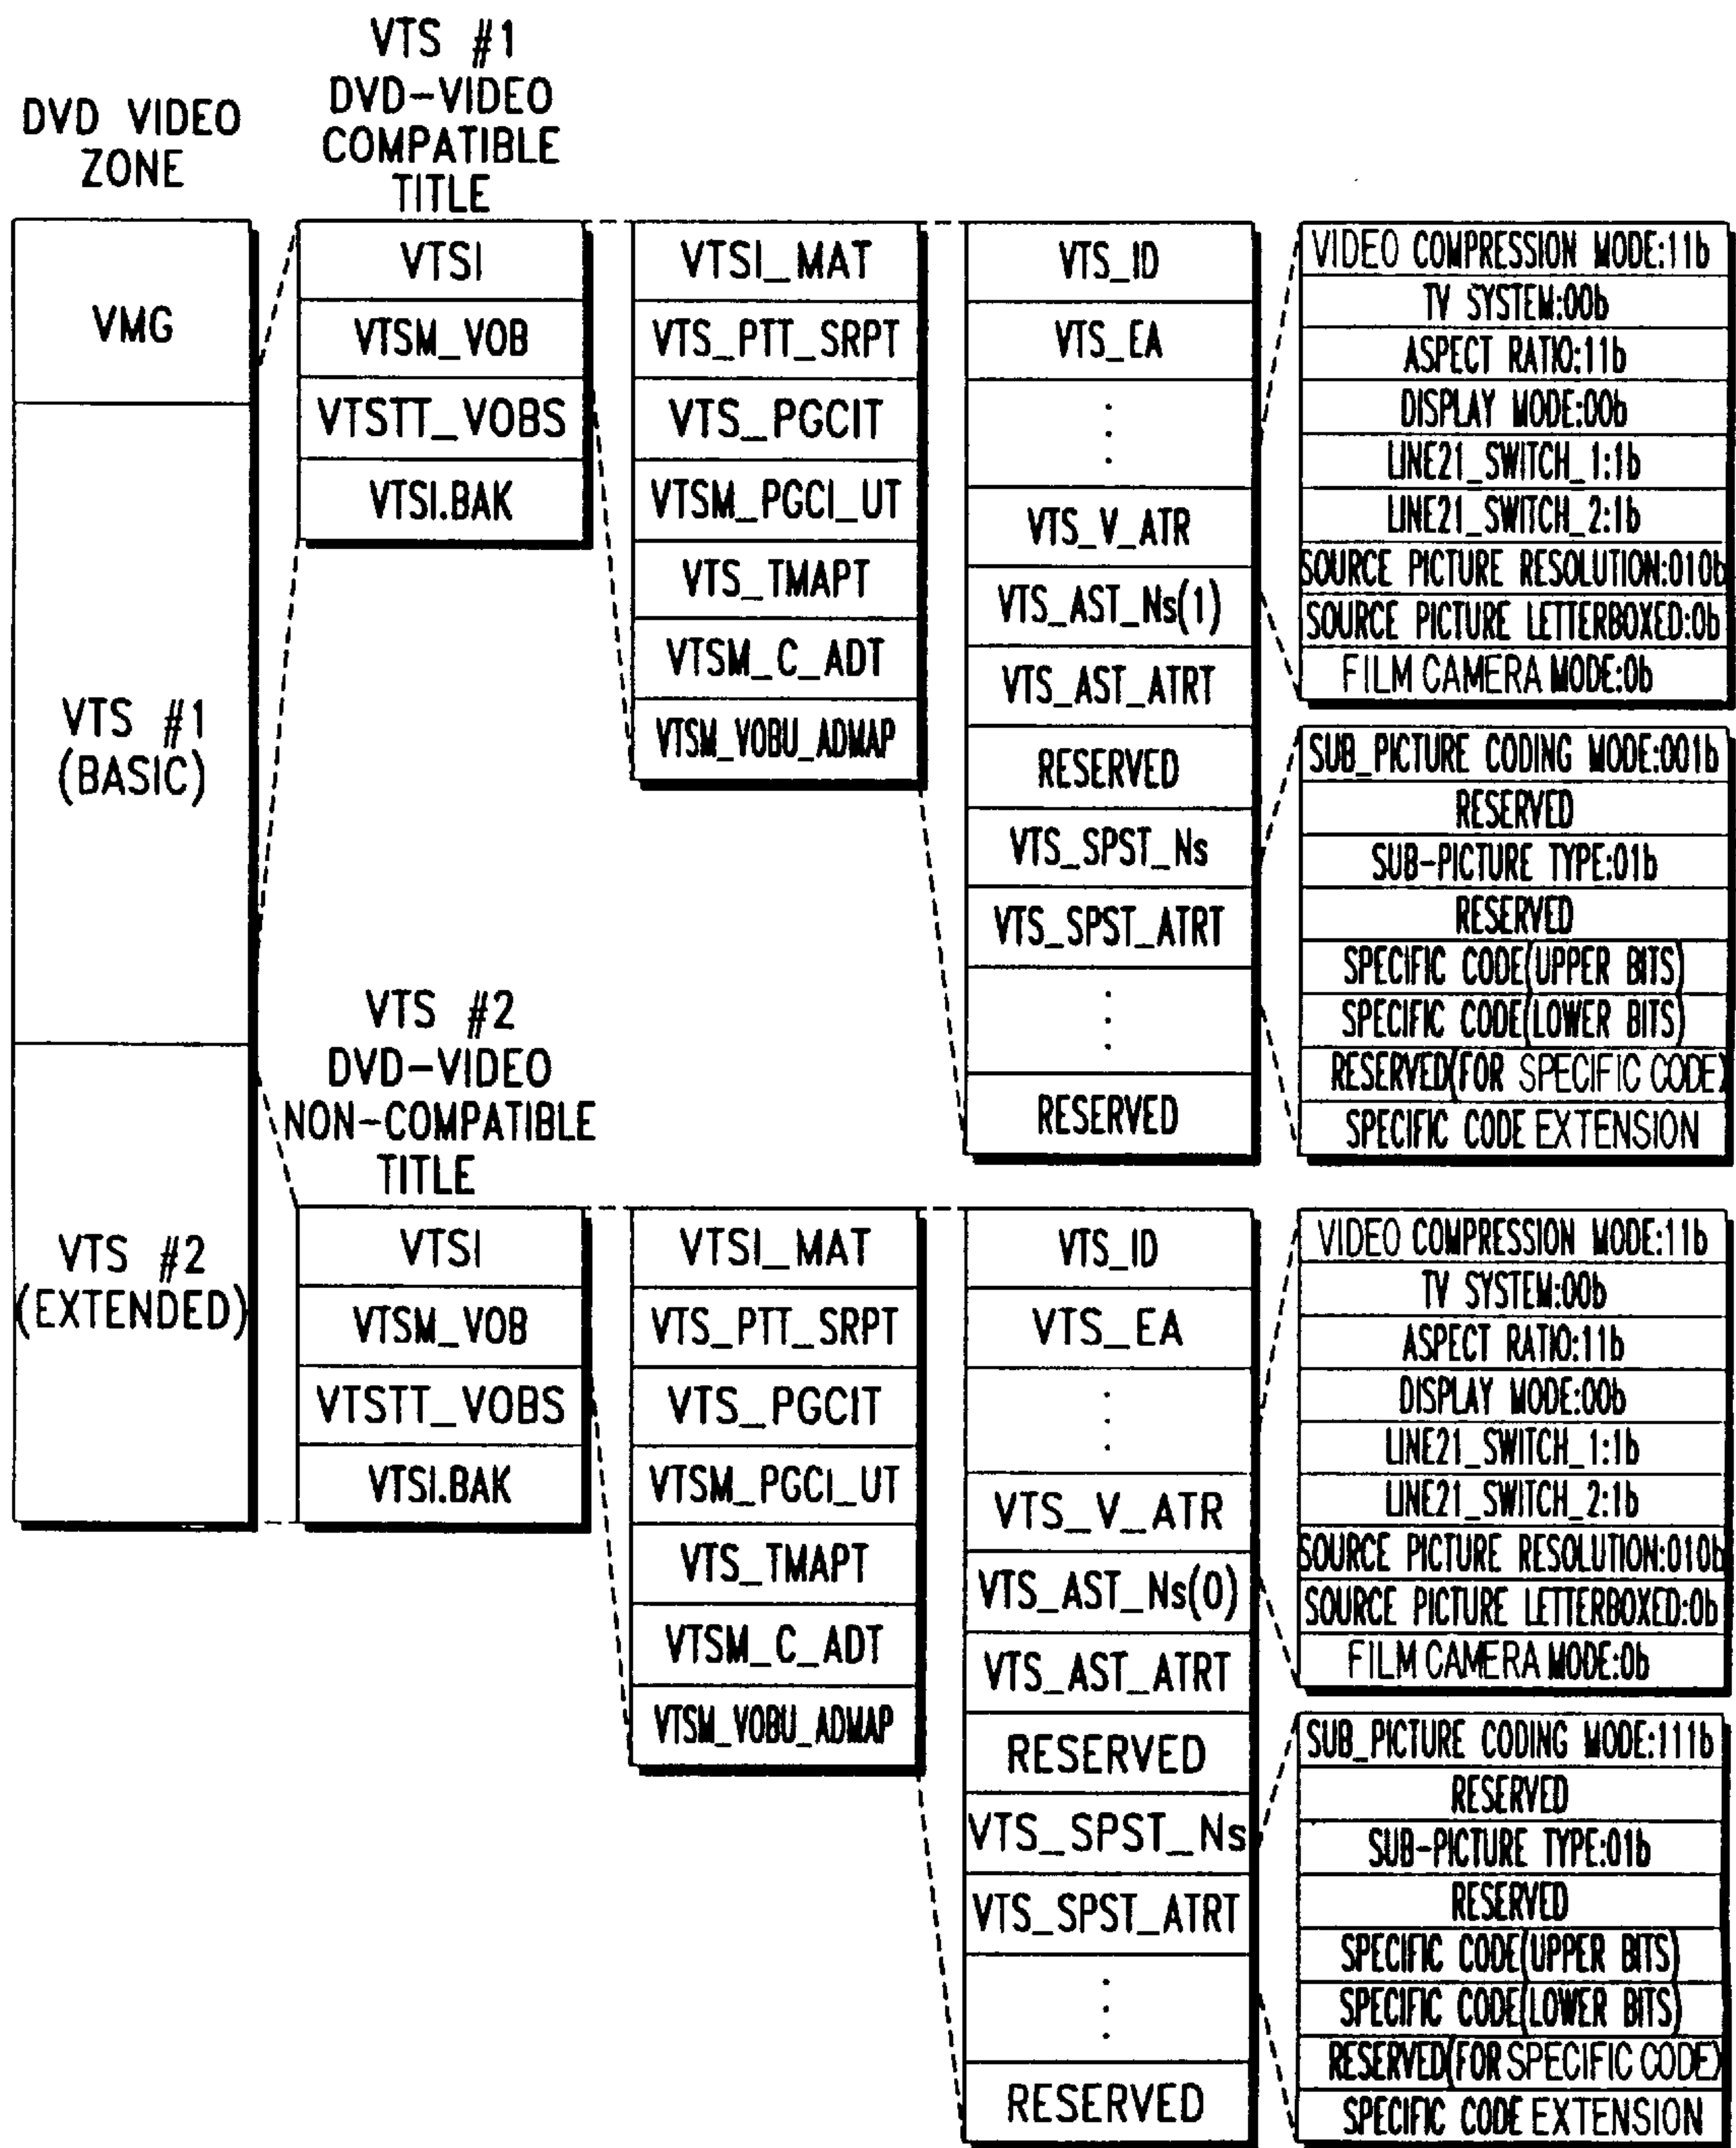 DVD VIDEO
ZONE
VMG
VTS #1
(BASIC)
VTS #2
(EXTENDED)
VTS #1
DVD-VIDEO
COMPATIBLE
TITLE
VTSI
VTSM_VOB
VTSTT_VOBS
VTSI.BAK
VTSI_MAT
VTS_PTT_SRPT
VTS_PGCIT
VTSM_PGCI_UT
VTS_TMAPT
VTSM_C_ADT
VTSM_VOBU_ADMAP
VTS_ID
VTS_EA
VTS_V_ATR
VTS_AST_Ns(1)
VTS_AST_ATRT
RESERVED
VTS_SPST_Ns
VTS_SPST_ATRT
RESERVED
VIDEO COMPRESSION MODE:11b
TV SYSTEM:00b
ASPECT RATIO:11b
DISPLAY MODE:00b
LINE21_SWITCH_1:1b
LINE21_SWITCH_2:1b
SOURCE PICTURE RESOLUTION:010b
SOURCE PICTURE LETTERBOXED:0b
FILM CAMERA MODE:0b
SUB_PICTURE CODING MODE:001b
RESERVED
SUB-PICTURE TYPE:01b
RESERVED
SPECIFIC CODE(UPPER BITS)
SPECIFIC CODE(LOWER BITS)
RESERVED(FOR SPECIFIC CODE)
SPECIFIC CODE EXTENSION
VTS #2
DVD-VIDEO
NON-COMPATIBLE
TITLE
VTSI
VTSM_VOB
VTSTT_VOBS
VTSI.BAK
VTSI_MAT
VTS_PTT_SRPT
VTS_PGCIT
VTSM_PGCI_UT
VTS_TMAPT
VTSM_C_ADT
VTSM_VOBU_ADMAP
VTS_ID
VTS_EA
VTS_V_ATR
VTS_AST_Ns(0)
VTS_AST_ATRT
RESERVED
VTS_SPST_Ns
VTS_SPST_ATRT
RESERVED
VIDEO COMPRESSION MODE:11b
TV SYSTEM:00b
ASPECT RATIO:11b
DISPLAY MODE:00b
LINE21_SWITCH_1:1b
LINE21_SWITCH_2:1b
SOURCE PICTURE RESOLUTION:010b
SOURCE PICTURE LETTERBOXED:0b
FILM CAMERA MODE:0b
SUB_PICTURE CODING MODE:111b
RESERVED
SUB-PICTURE TYPE:01b
RESERVED
SPECIFIC CODE(UPPER BITS)
SPECIFIC CODE(LOWER BITS)
RESERVED(FOR SPECIFIC CODE)
SPECIFIC CODE EXTENSION